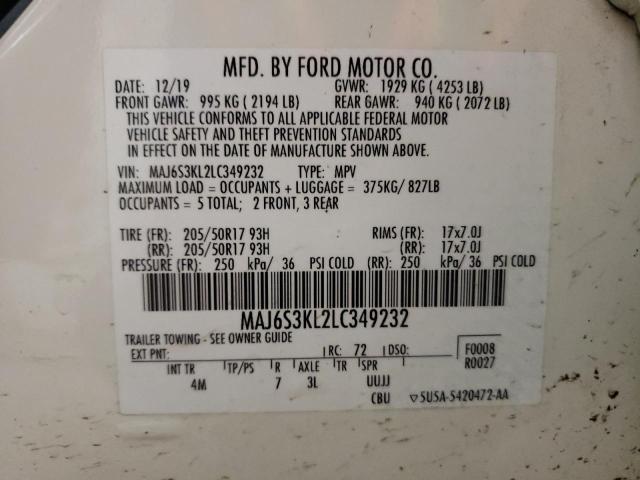 MFD. BY FORD MOTOR CO.
DATE: 12/19 GVWR: 1929 KG ( 4253 LB)
FRONT GAWR: 995 KG ( 2194 LB) REAR GAWR: 940 KG ( 2072 LB)
THIS VEHICLE CONFORMS TO ALL APPLICABLE FEDERAL MOTOR
VEHICLE SAFETY AND THEFT PREVENTION STANDARDS
IN EFFECT ON THE DATE OF MANUFACTURE SHOWN ABOVE.
VIN: MAJ6S3KL2LC349232 TYPE: MPV
MAXIMUM LOAD = OCCUPANTS + LUGGAGE = 375KG/ 827LB
OCCUPANTS = 5 TOTAL; 2 FRONT, 3 REAR
TIRE (FR): 205/50R17 93H RIMS (FR): 17x7.0J
(RR): 205/50R17 93H (RR): 17x7.0J
PRESSURE (FR): 250 kPa/ 36 PSI COLD (RR): 250 kPa/ 36 PSI COLD
MAJ6S3KL2LC349232
TRAILER TOWING - SEE OWNER GUIDE
EXT PNT: RC: 72 DSO: F0008
R0027
INT TR TP/PS R AXLE TR SPR
4M 7 3L UUJJ
CBU ▽5U5A-5420472-AA